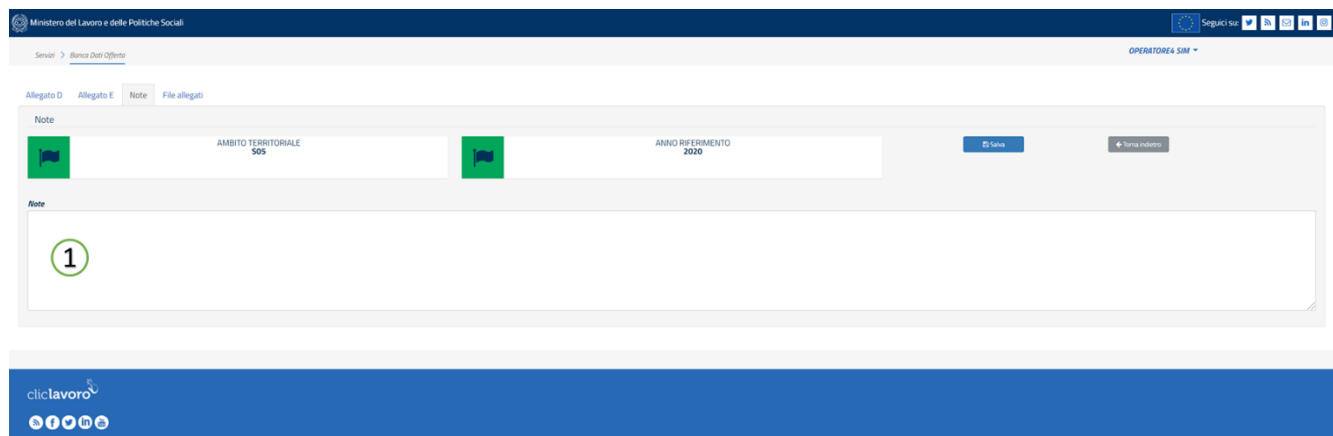 Ministero del Lavoro e delle Politiche Sociali
Seguici su:
Servizi > Banca Dati Offerta
OPERATORE4 SIM
Allegato D Allegato E Note File allegati
Note
AMBITO TERRITORIALE
S05
ANNO RIFERIMENTO
2020
Salva
Torna indietro
Note
1
cliclavoro